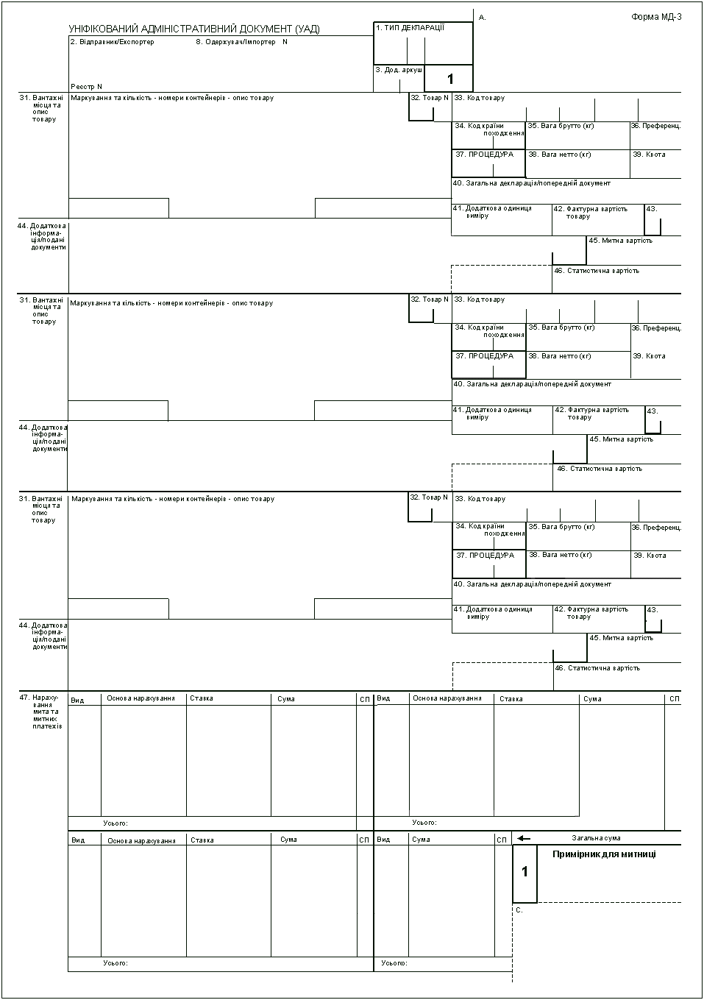 A.
Форма МД-3
УНІФІКОВАНИЙ АДМІНІСТРАТИВНИЙ ДОКУМЕНТ (УАД)
1. ТИП ДЕКЛАРАЦІЇ
2. Відправник/Експортер 8. Одержувач/Імпортер N
3. Дод. аркуш
1
Реєстр N
31. Вантажні
місця та
опис
товару
Маркування та кількість - номери контейнерів - опис товару
32. Товар N
33. Код товару
34. Код країни
походження
35. Вага брутто (кг)
36. Преференц.
37. ПРОЦЕДУРА
38. Вага нетто (кг)
39. Квота
40. Загальна декларація/попередній документ
41. Додаткова одиниця
виміру
42. Фактурна вартість
товару
43.
44. Додаткова
інформа-
ція/подані
документи
45. Митна вартість
46. Статистична вартість
31. Вантажні
місця та
опис
товару
Маркування та кількість - номери контейнерів - опис товару
32. Товар N
33. Код товару
34. Код країни
походження
35. Вага брутто (кг)
36. Преференц.
37. ПРОЦЕДУРА
38. Вага нетто (кг)
39. Квота
40. Загальна декларація/попередній документ
41. Додаткова одиниця
виміру
42. Фактурна вартість
товару
43.
44. Додаткова
інформа-
ція/подані
документи
45. Митна вартість
46. Статистична вартість
31. Вантажні
місця та
опис
товару
Маркування та кількість - номери контейнерів - опис товару
32. Товар N
33. Код товару
34. Код країни
походження
35. Вага брутто (кг)
36. Преференц.
37. ПРОЦЕДУРА
38. Вага нетто (кг)
39. Квота
40. Загальна декларація/попередній документ
41. Додаткова одиниця
виміру
42. Фактурна вартість
товару
43.
44. Додаткова
інформа-
ція/подані
документи
45. Митна вартість
46. Статистична вартість
47. Нараху-
вання
мита та
митних
платежів
Вид Основа нарахування Ставка Сума СП Вид Основа нарахування Ставка Сума СП
Усього: Усього:
Вид Основа нарахування Ставка Сума СП Вид Сума СП
Загальна сума
1
Примірник для митниці
C.
Усього: Усього: